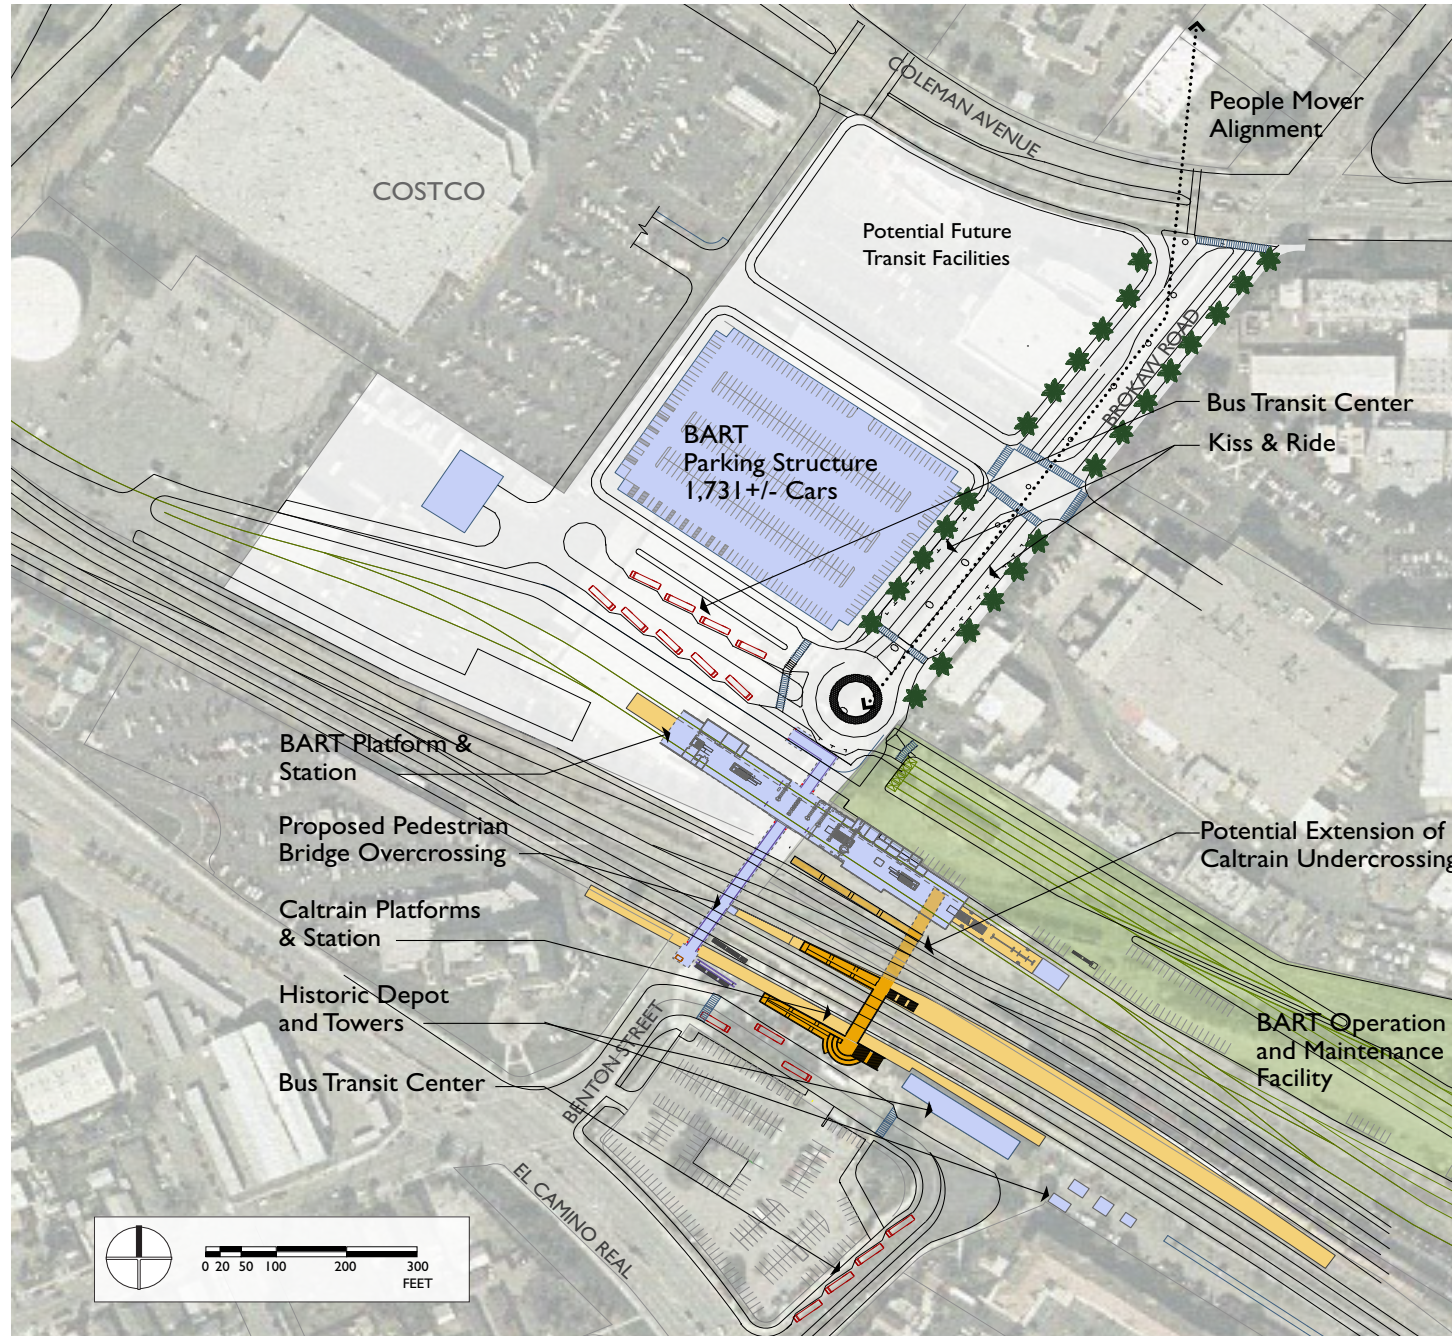 COLEMAN AVENUE
People Mover
Alignment
COSTCO
Potential Future
Transit Facilities
BROKAW ROAD
Bus Transit Center
Kiss & Ride
BART
Parking Structure
1,731+/- Cars
BART Platform &
Station
Proposed Pedestrian
Bridge Overcrossing
Potential Extension of
Caltrain Undercrossing
Caltrain Platforms
& Station
Historic Depot
and Towers
BART Operation
and Maintenance
Facility
Bus Transit Center
BENTON STREET
EL CAMINO REAL
0 20 50 100 200 300
FEET